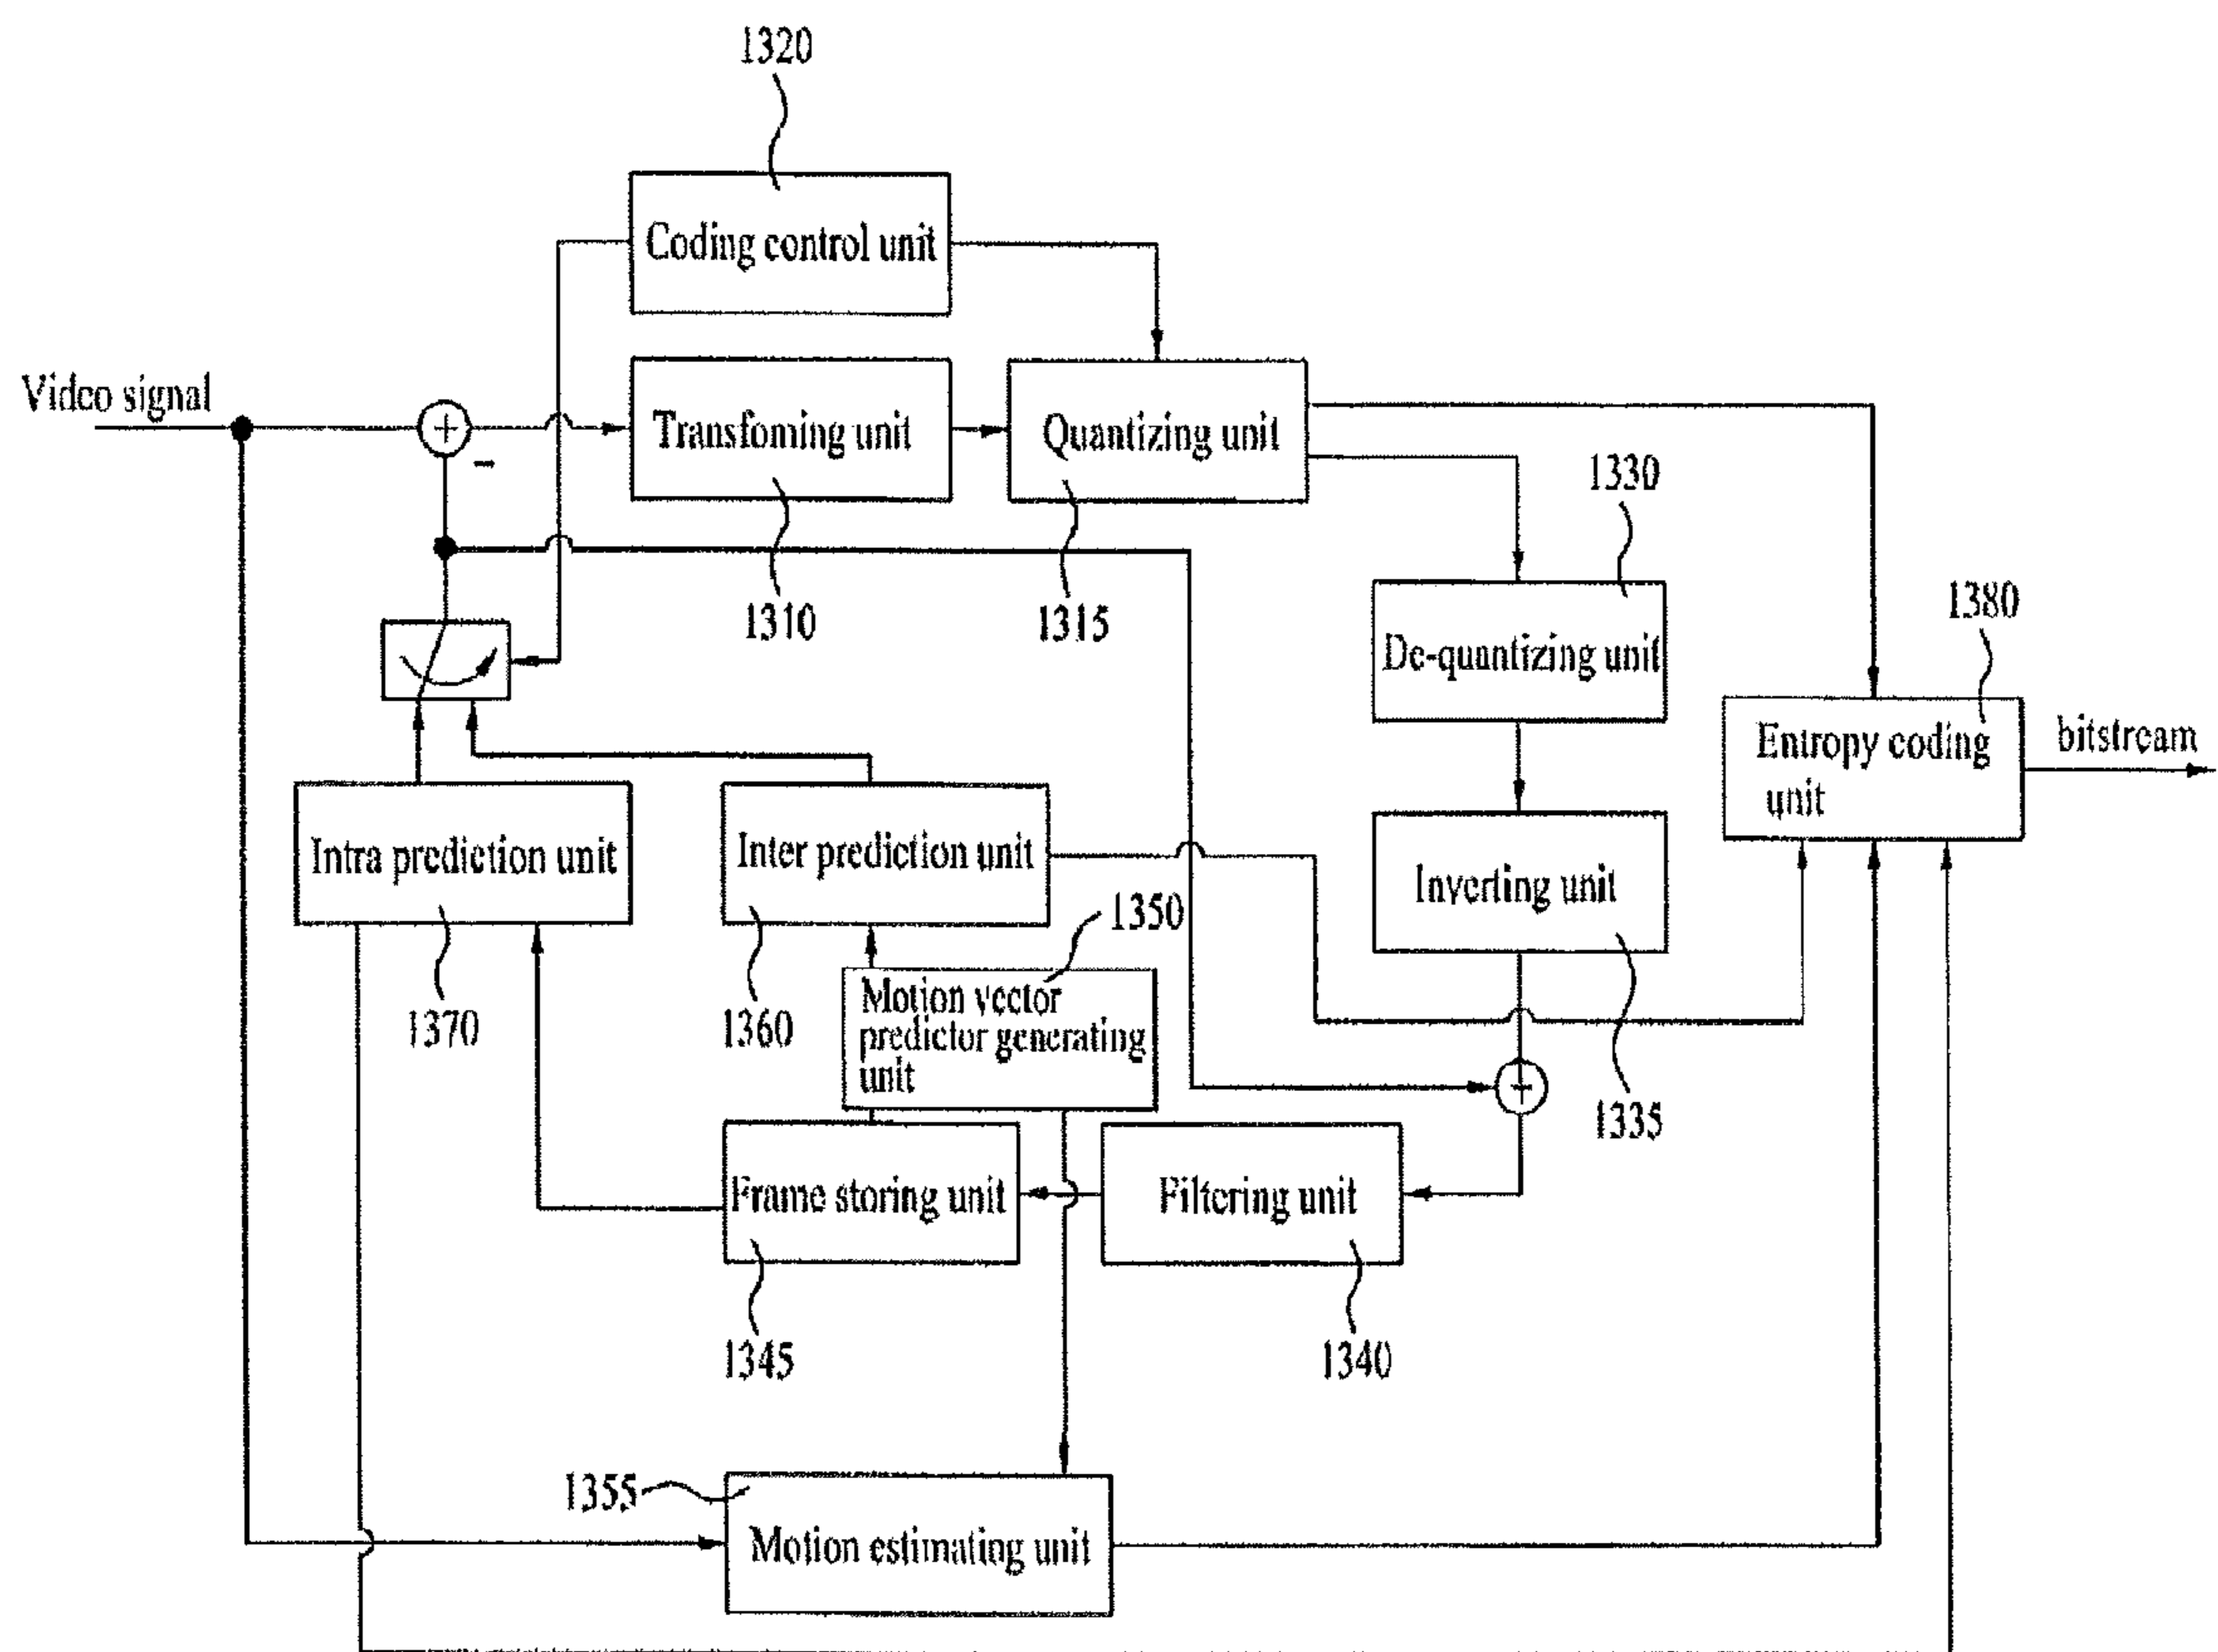 1320
Coding control unit
Video signal
+
-
Transfoming unit
Quantizing unit
1330
1310
1315
1380
De-quantizing unit
Entropy coding
unit
bitstream
Intra prediction unit
Inter prediction unit
Inverting unit
1350
1370
1360
Motion vector
predictor generating
unit
+
1335
Frame storing unit
Filtering unit
1345
1340
1355
Motion estimating unit